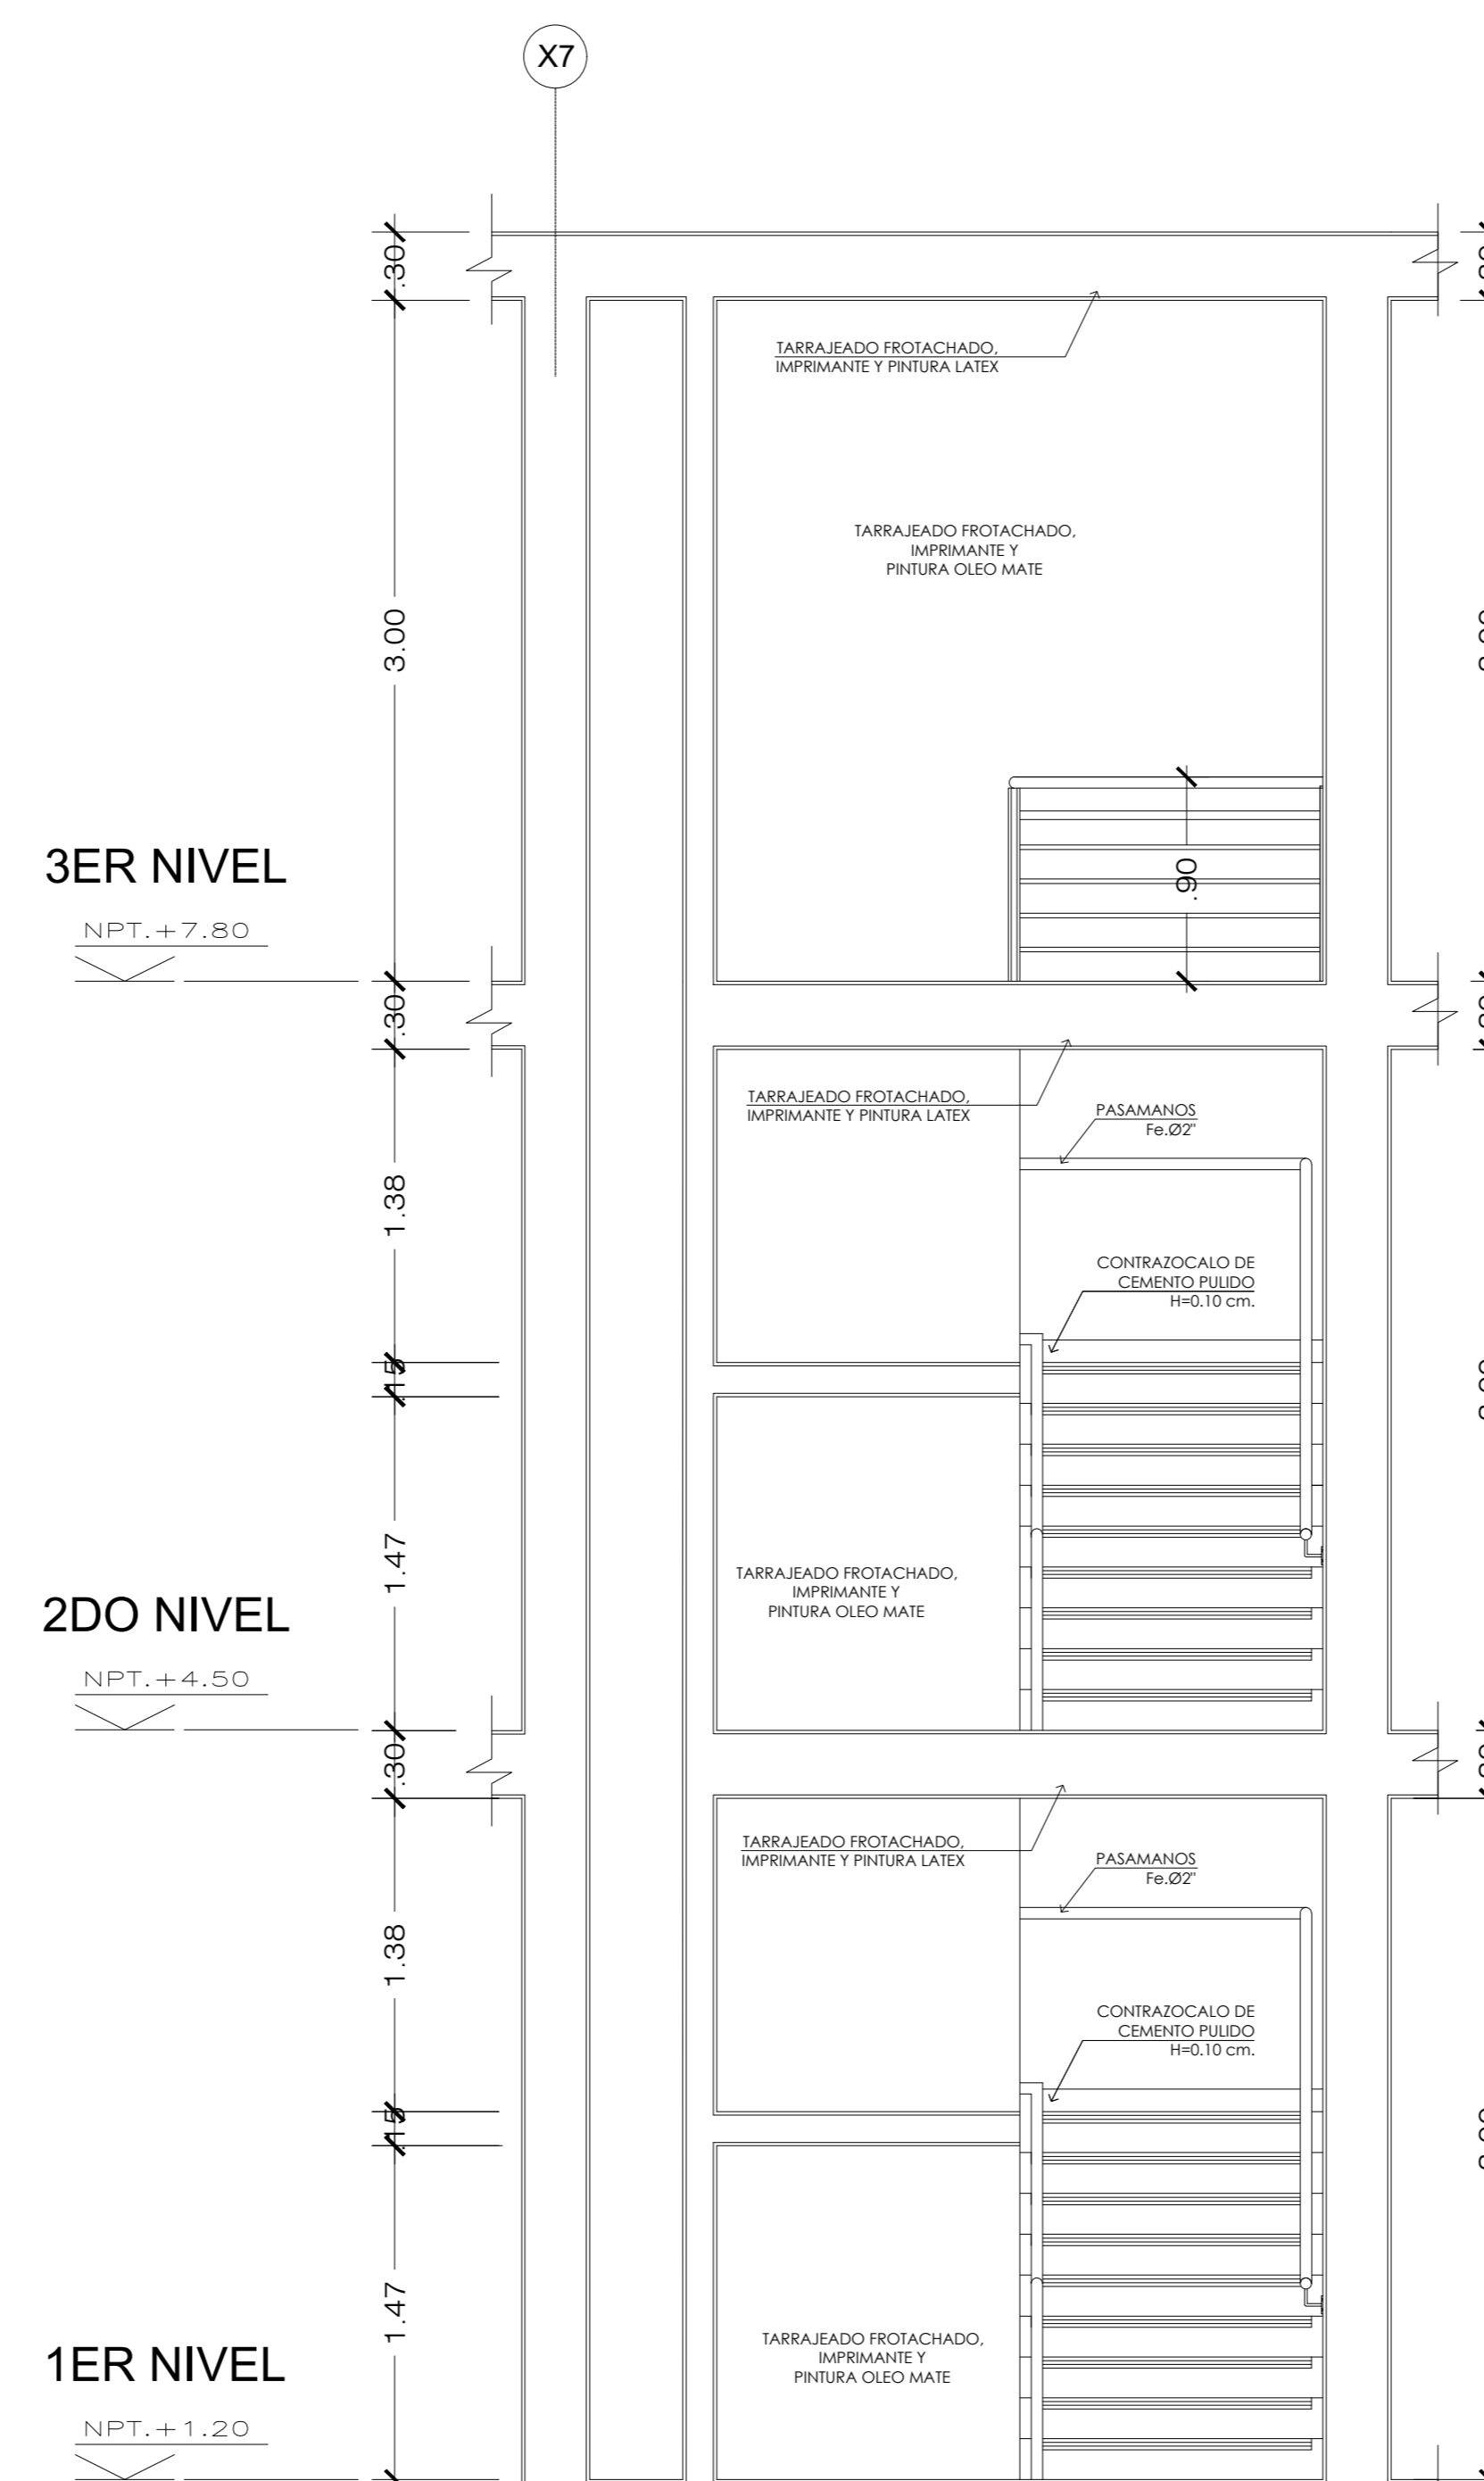 X7
.30
TARRAJEADO FROTACHADO,
IMPRIMANTE Y PINTURA LATEX
TARRAJEADO FROTACHADO,
IMPRIMANTE Y
PINTURA OLEO MATE
3.00
3ER NIVEL
.90
NPT.+7.80
.30
TARRAJEADO FROTACHADO,
IMPRIMANTE Y PINTURA LATEX
PASAMANOS
Fe.Ø2"
1.38
CONTRAZOCALO DE
CEMENTO PULIDO
H=0.10 cm.
.15
1.47
TARRAJEADO FROTACHADO,
IMPRIMANTE Y
PINTURA OLEO MATE
2DO NIVEL
NPT.+4.50
.30
TARRAJEADO FROTACHADO,
IMPRIMANTE Y PINTURA LATEX
PASAMANOS
Fe.Ø2"
1.38
CONTRAZOCALO DE
CEMENTO PULIDO
H=0.10 cm.
.15
1.47
TARRAJEADO FROTACHADO,
IMPRIMANTE Y
PINTURA OLEO MATE
1ER NIVEL
NPT.+1.20